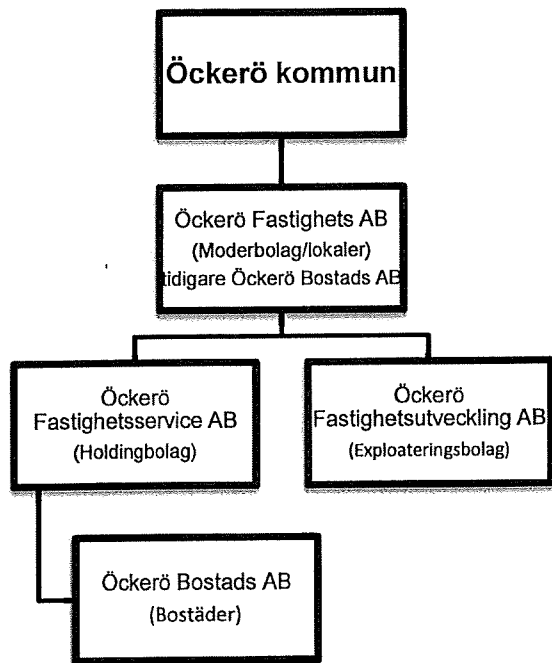 Öckerö kommun
Öckerö Fastighets AB
(Moderbolag/lokaler)
tidigare Öckerö Bostads AB
Öckerö
Fastighetsservice AB
(Holdingbolag)
Öckerö
Fastighetsutveckling AB
(Exploateringsbolag)
Öckerö Bostads AB
(Bostäder)